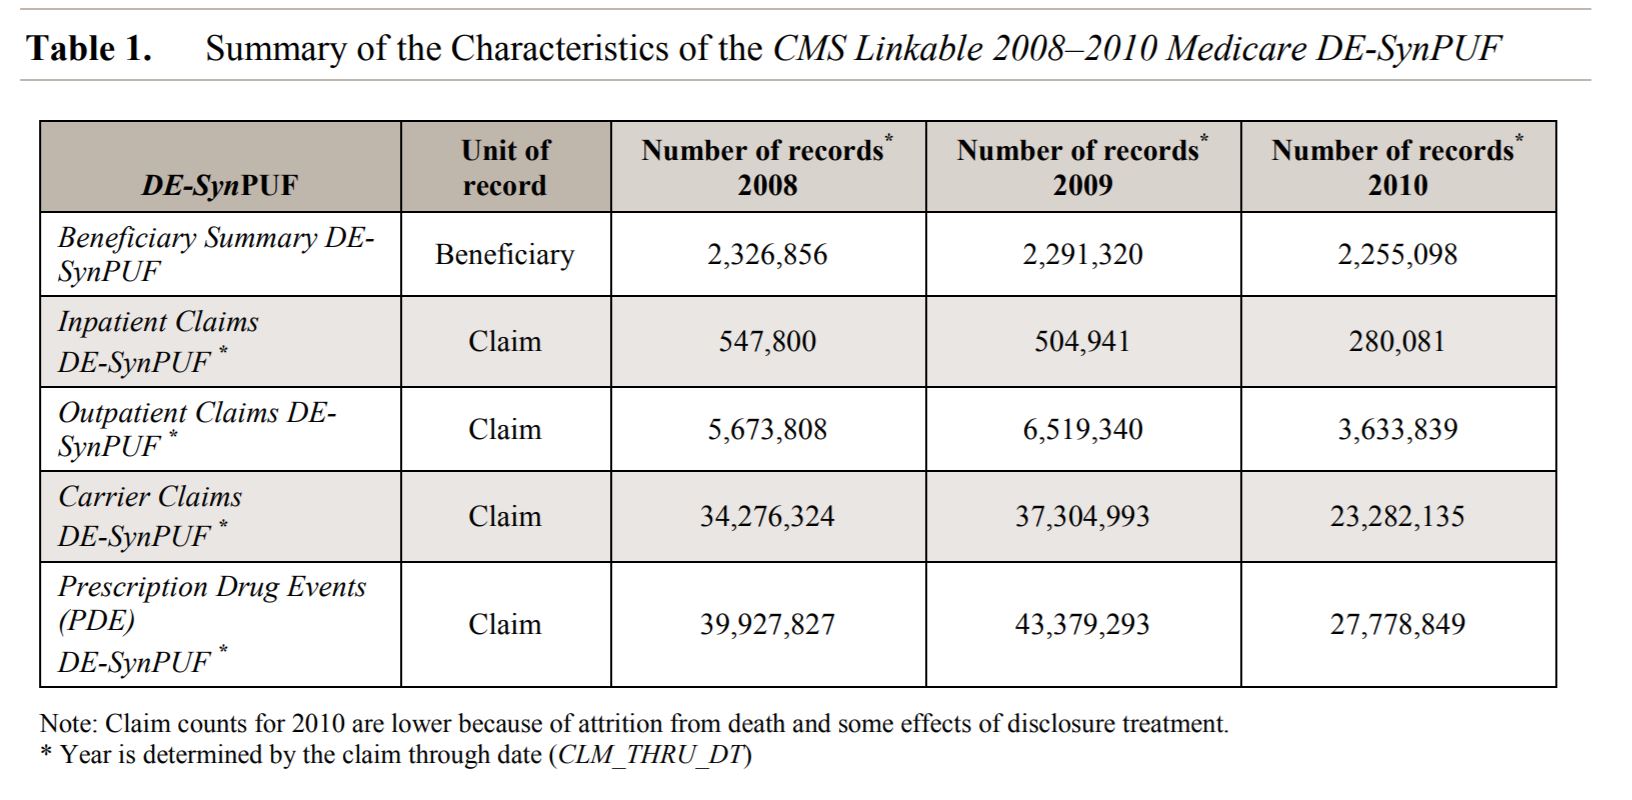 Table 1. Summary of the Characteristics of the CMS Linkable 2008–2010 Medicare DE-SynPUF
DE-SynPUF
Unit of
record
Number of records*
2008
Number of records*
2009
Number of records*
2010
Beneficiary Summary DE-
SynPUF
Beneficiary
2,326,856
2,291,320
2,255,098
Inpatient Claims
DE-SynPUF *
Claim
547,800
504,941
280,081
Outpatient Claims DE-
SynPUF *
Claim
5,673,808
6,519,340
3,633,839
Carrier Claims
DE-SynPUF *
Claim
34,276,324
37,304,993
23,282,135
Prescription Drug Events
(PDE)
DE-SynPUF *
Claim
39,927,827
43,379,293
27,778,849
Note: Claim counts for 2010 are lower because of attrition from death and some effects of disclosure treatment.
* Year is determined by the claim through date (CLM_THRU_DT)